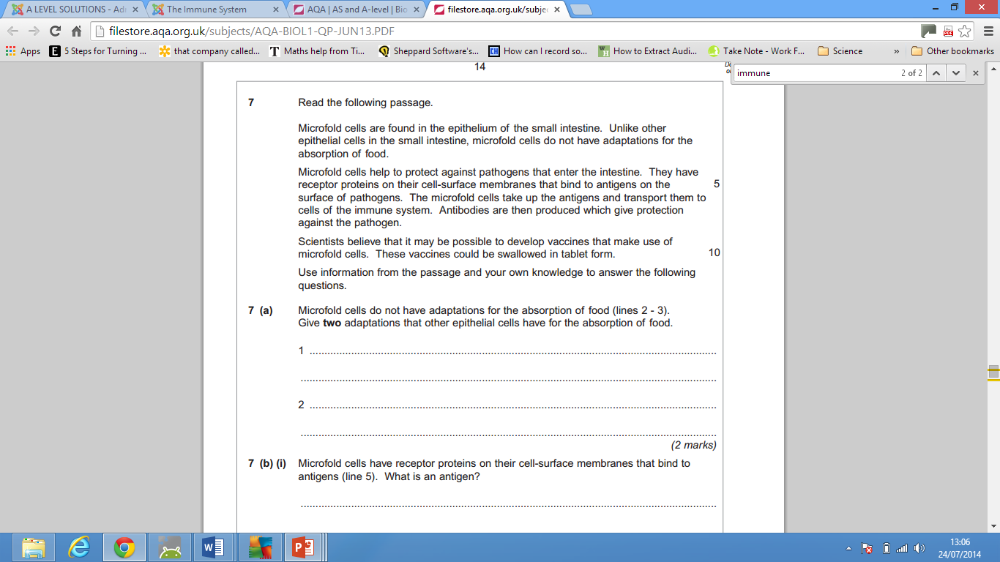 A LEVEL SOLUTIONS - Adr
The Immune System
AQA | AS and A-level | Bio
filestore.aqa.org.uk/subje
filestore.aqa.org.uk/subjects/AQA-BIOL1-QP-JUN13.PDF
Apps
5 Steps for Turning ...
that company called...
Maths help from Ti...
Sheppard Software's...
How can I record so...
How to Extract Audi...
Take Note - Work F...
Science
»
Other bookmarks
immune
2 of 2
14
7 Read the following passage.
Microfold cells are found in the epithelium of the small intestine. Unlike other
epithelial cells in the small intestine, microfold cells do not have adaptations for the
absorption of food.
Microfold cells help to protect against pathogens that enter the intestine. They have
receptor proteins on their cell-surface membranes that bind to antigens on the 5
surface of pathogens. The microfold cells take up the antigens and transport them to
cells of the immune system. Antibodies are then produced which give protection
against the pathogen.
Scientists believe that it may be possible to develop vaccines that make use of
microfold cells. These vaccines could be swallowed in tablet form. 10
Use information from the passage and your own knowledge to answer the following
questions.
7 (a) Microfold cells do not have adaptations for the absorption of food (lines 2 - 3).
Give two adaptations that other epithelial cells have for the absorption of food.
1
2
(2 marks)
7 (b) (i) Microfold cells have receptor proteins on their cell-surface membranes that bind to
antigens (line 5). What is an antigen?
13:06
24/07/2014